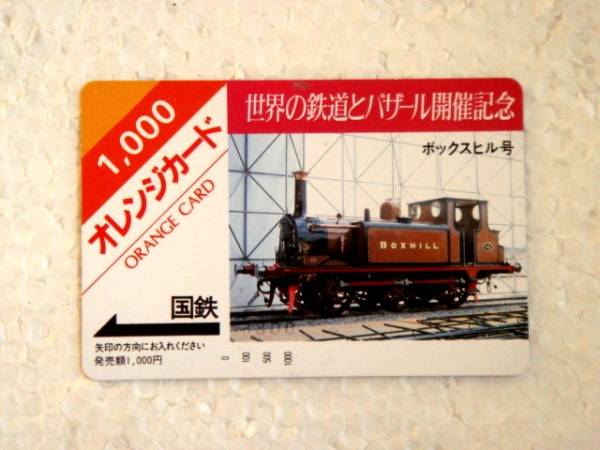 1,000
オレンジカード
ORANGE CARD
世界の鉄道とバザール開催記念
ボックスヒル号
BOXHILL
国鉄
矢印の方向にお入れください
発売額1,000円
0 100 500 1000